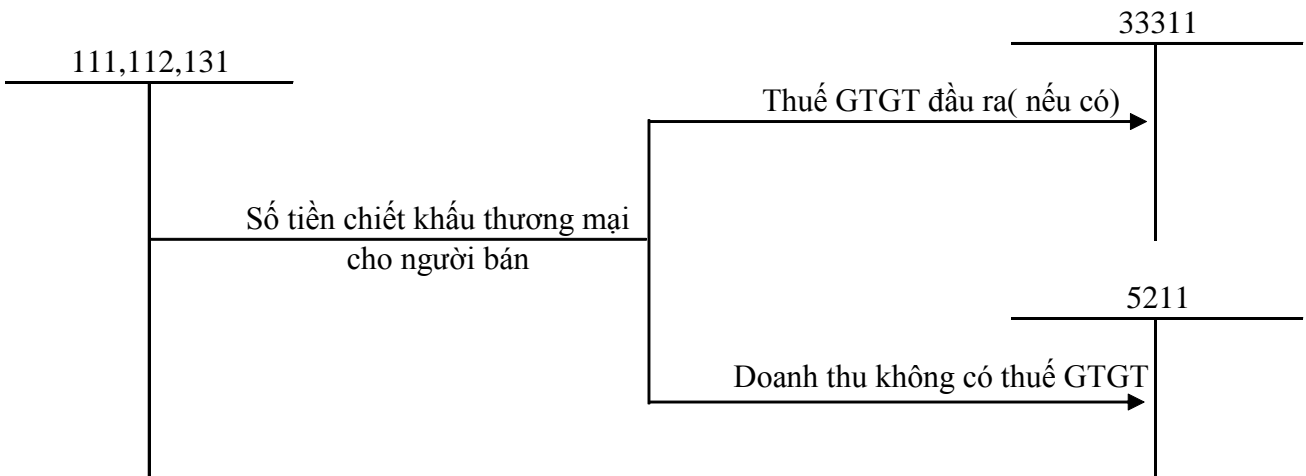 33311
111,112,131
Thuế GTGT đầu ra( nếu có)
Số tiền chiết khấu thương mại
cho người bán
5211
Doanh thu không có thuế GTGT